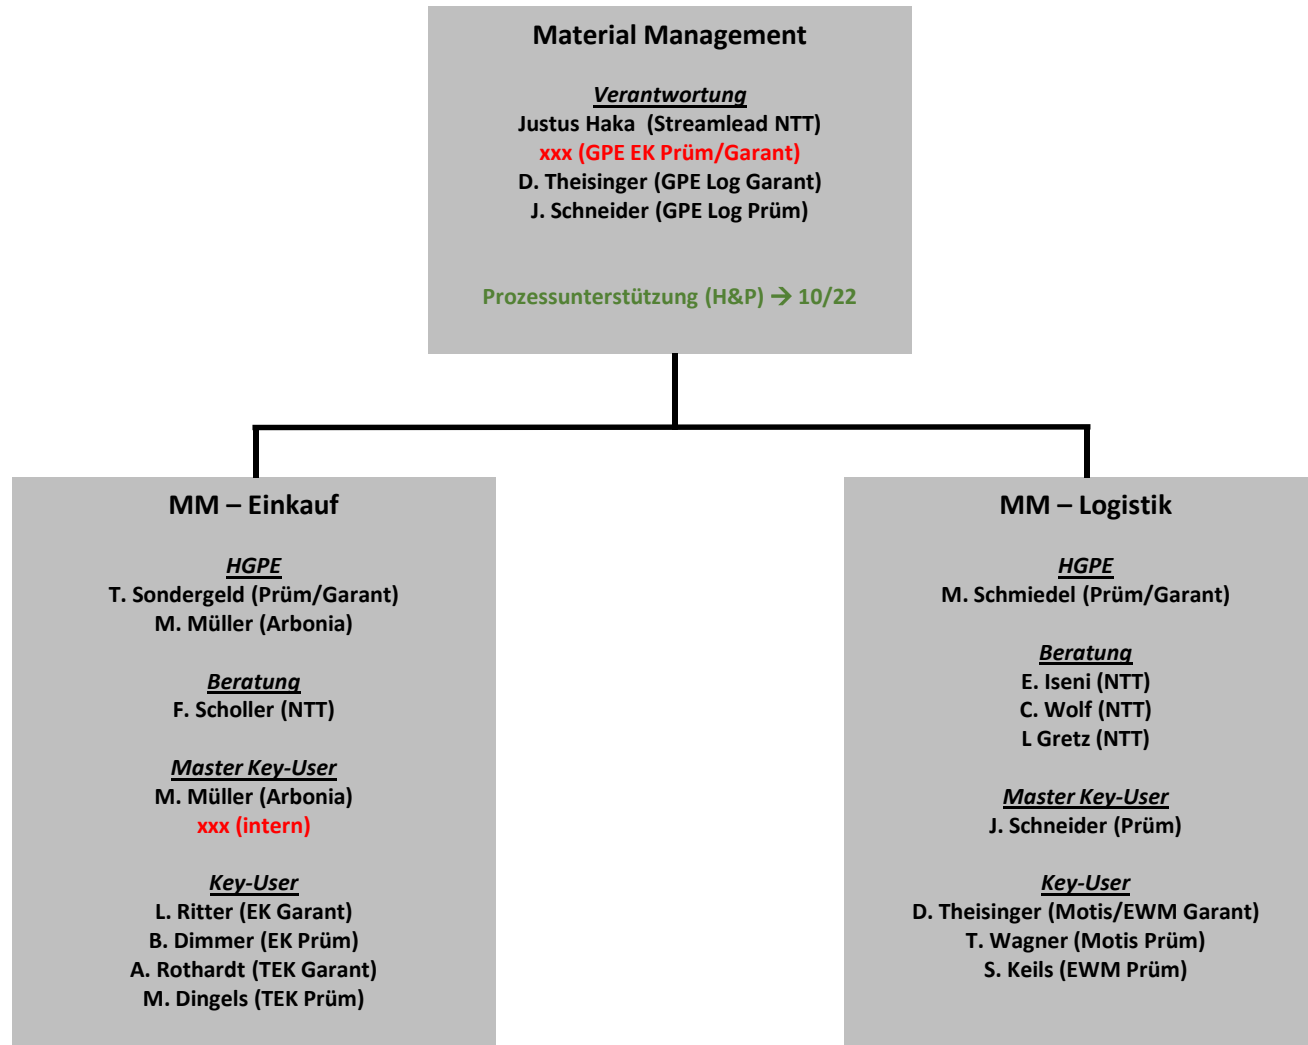 Material Management
Verantwortung
Justus Haka  (Streamlead NTT)
xxx (GPE EK Prüm/Garant)
D. Theisinger (GPE Log Garant)
J. Schneider (GPE Log Prüm)
Prozessunterstützung (H&P) → 10/22
MM – Einkauf
HGPE
T. Sondergeld (Prüm/Garant)
M. Müller (Arbonia)
Beratung
F. Scholler (NTT)
Master Key-User
M. Müller (Arbonia)
xxx (intern)
Key-User
L. Ritter (EK Garant)
B. Dimmer (EK Prüm)
A. Rothardt (TEK Garant)
M. Dingels (TEK Prüm)
MM – Logistik
HGPE
M. Schmiedel (Prüm/Garant)
Beratung
E. Iseni (NTT)
C. Wolf (NTT)
L Gretz (NTT)
Master Key-User
J. Schneider (Prüm)
Key-User
D. Theisinger (Motis/EWM Garant)
T. Wagner (Motis Prüm)
S. Keils (EWM Prüm)